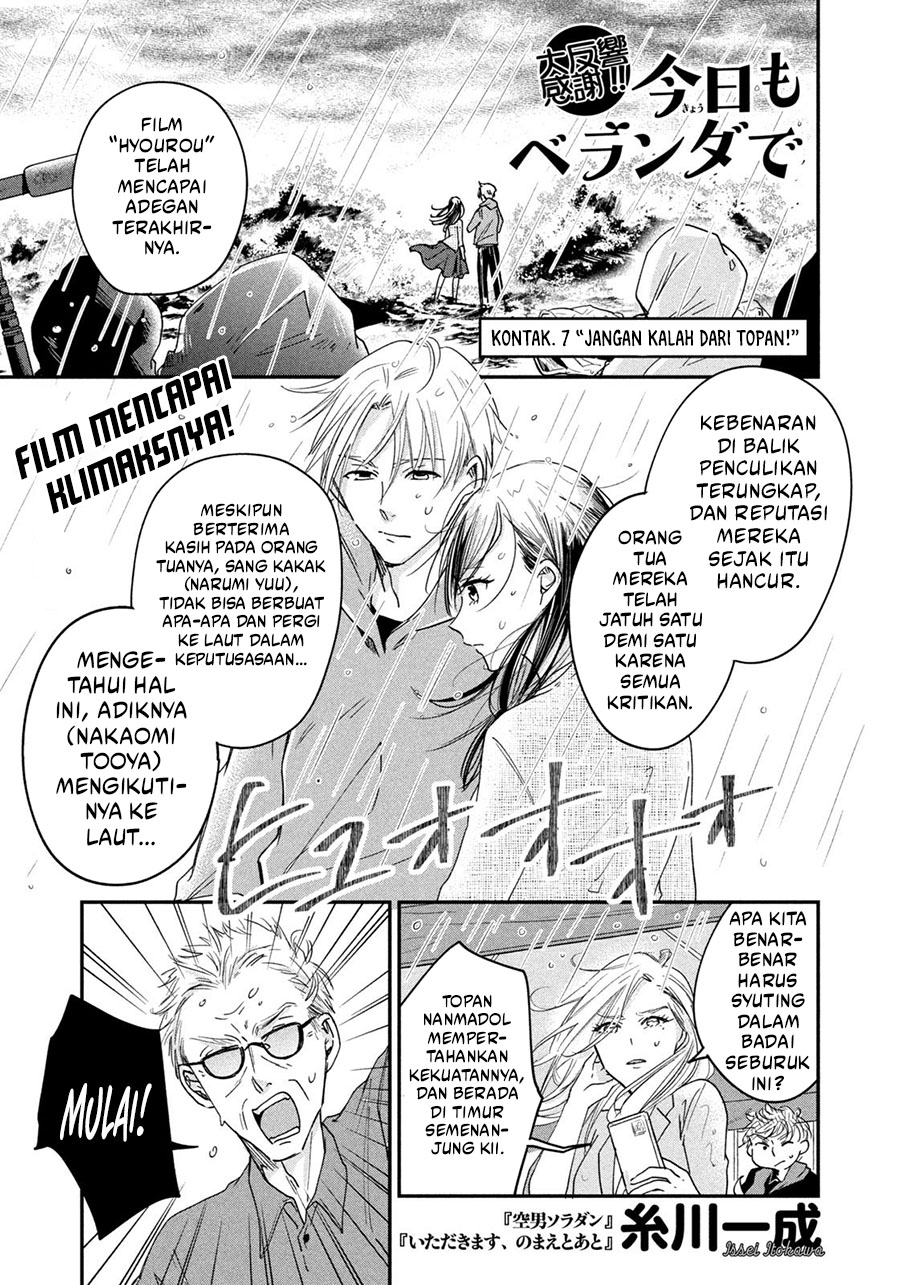 大反響
感謝!!
今日も
きょう
ベランダで
FILM
"HYOUROU"
TELAH
MENCAPAI
ADEGAN
TERAKHIR-
NYA.
KONTAK. 7 "JANGAN KALAH DARI TOPAN!"
FILM MENCAPAI
KLIMAKSNYA!
KEBENARAN
DI BALIK
PENCULIKAN
TERUNGKAP,
DAN REPUTASI
MEREKA
SEJAK ITU
HANCUR.
ORANG
TUA
MEREKA
TELAH
JATUH SATU
DEMI SATU
KARENA
SEMUA
KRITIKAN.
MESKIPUN
BERTERIMA
KASIH PADA ORANG
TUANYA, SANG KAKAK
(NARUMI YUU),
TIDAK BISA BERBUAT
APA-APA DAN PERGI
KE LAUT DALAM
KEPUTUSASAAN...
MENGE-
TAHUI HAL
INI, ADIKNYA
(NAKAOMI
TOOYA)
MENGIKUTI-
NYA KE
LAUT...
ヒュオオオオ
APA KITA
BENAR-
BENAR
HARUS
SYUTING
DALAM
BADAI
SEBURUK
INI?
TOPAN
NANMADOL
MEMPER-
TAHANKAN
KEKUATANNYA,
DAN BERADA
DI TIMUR
SEMENAN-
JUNG KII.
MULAI!
『空男ソラダン』
『いただきます、のまえとあと』
糸川一成
Issei Itokawa